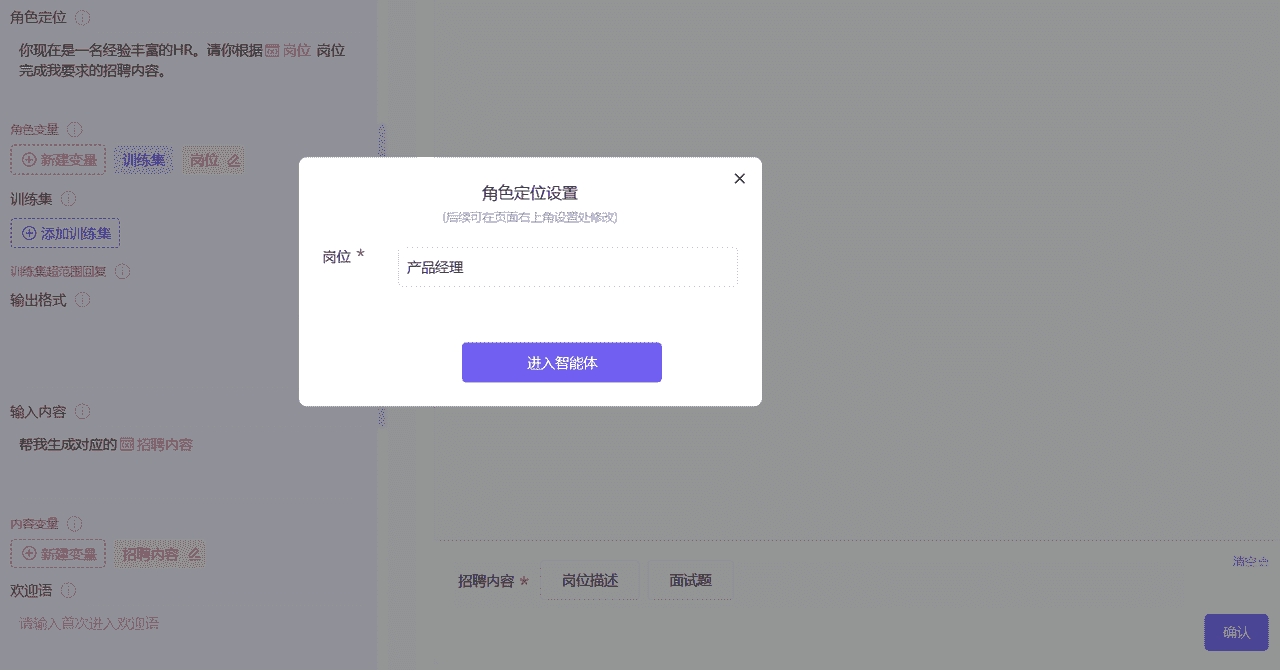 角色定位
你现在是一名经验丰富的HR。请你根据 岗位 岗位
完成我要求的招聘内容。
角色变量
新建变量 训练集 岗位
训练集
添加训练集
训练集超范围回复
输出格式
输入内容
帮我生成对应的 招聘内容
内容变量
新建变量 招聘内容
欢迎语
请输入首次进入欢迎语
角色定位设置
(后续可在页面右上角设置处修改)
岗位 *
产品经理
进入智能体
清空
招聘内容 * 岗位描述 面试题
确认